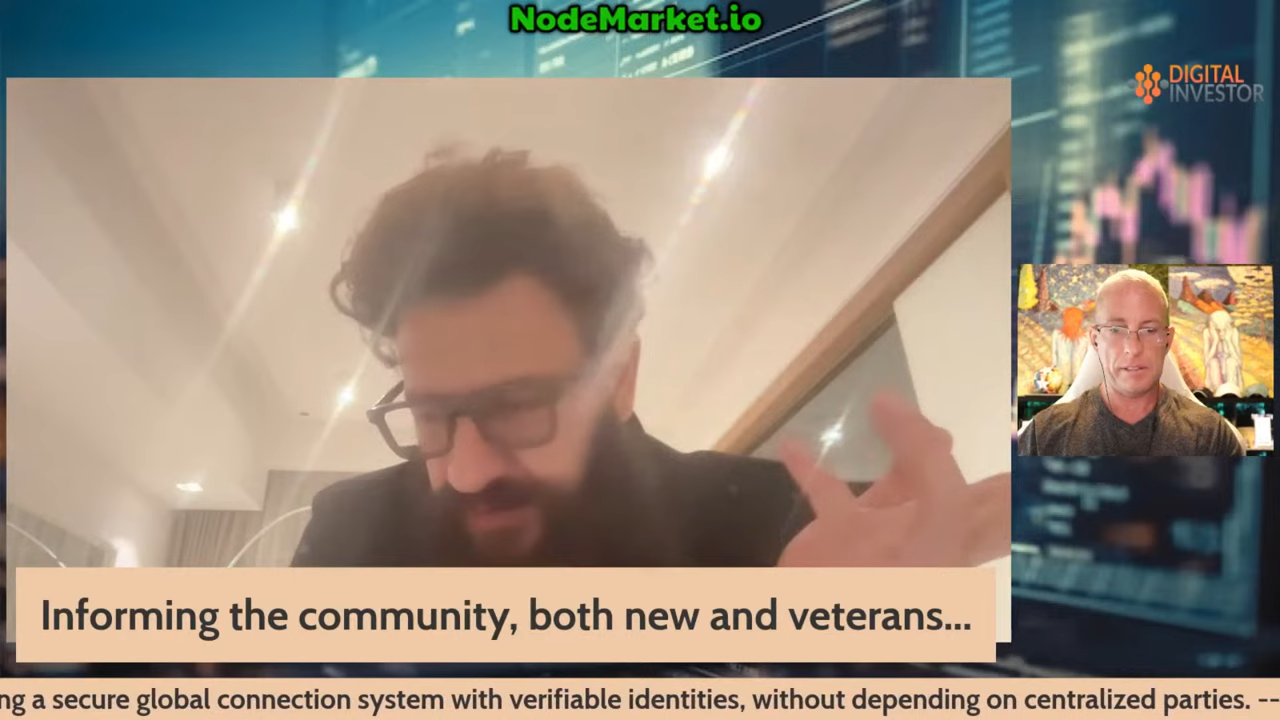 NodeMarket.io
DIGITAL
INVESTOR
Informing the community, both new and veterans...
ng a secure global connection system with verifiable identities, without depending on centralized parties. --